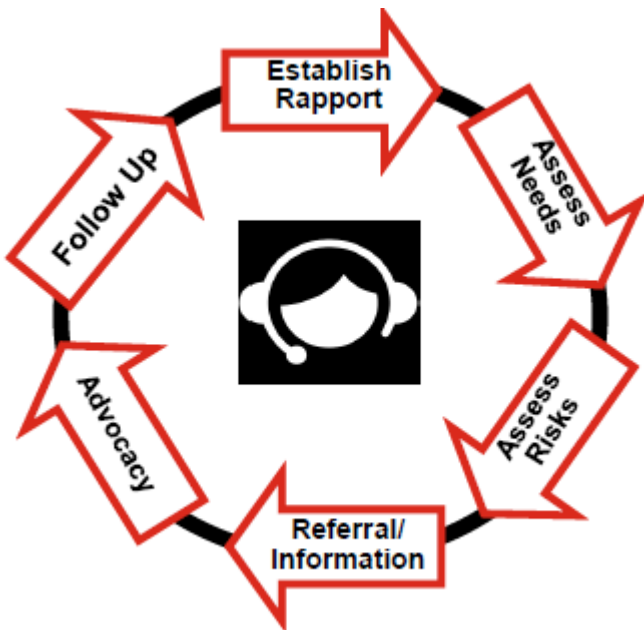 Establish
Rapport
Assess
Needs
Assess
Risks
Referral/
Information
Advocacy
Follow Up